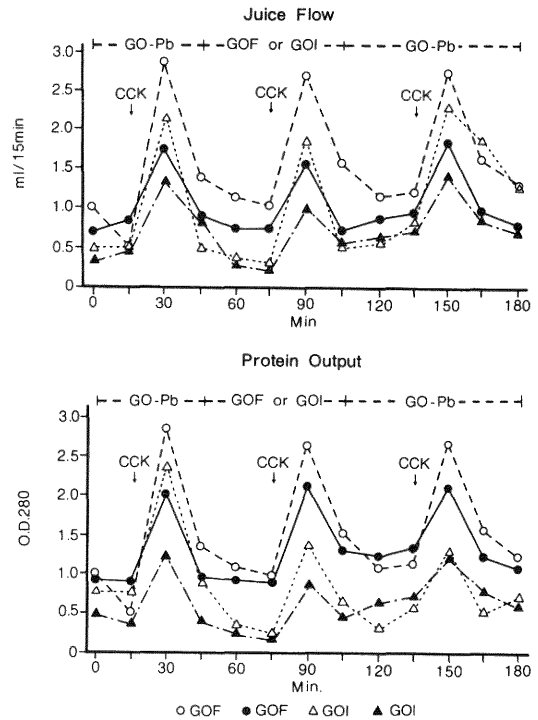 Juice Flow
GO-Pb GOF or GOI GO-Pb
3.0
2.5
2.0
1.5
1.0
0.5
0
ml/15min
CCK CCK CCK
0 30 60 90 120 150 180
Min
Protein Output
GO-Pb GOF or GOI GO-Pb
3.0
2.5
2.0
1.5
1.0
0.5
0
O.D.280
CCK CCK CCK
0 30 60 90 120 150 180
Min.
○ GOF ● GOF △ GOI ▲ GOI